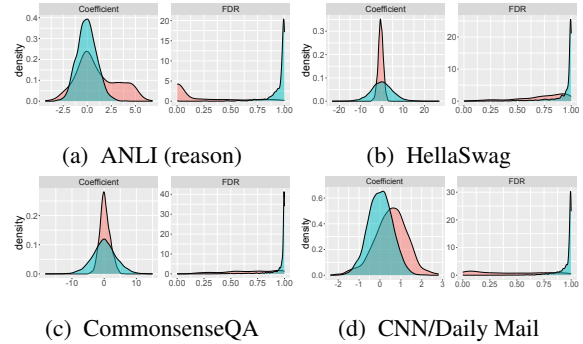 Coefficient FDR Coefficient FDR
density
0.4
0.3
0.2
0.1
0.0
-2.5 0.0 2.5 5.0
20
15
10
5
0
0.00 0.25 0.50 0.75 1.00
density
0.3
0.2
0.1
0.0
-20 -10 0 10 20
20
15
10
5
0
0.00 0.25 0.50 0.75 1.00
(a) ANLI (reason) (b) HellaSwag
Coefficient FDR Coefficient FDR
density
0.2
0.1
0.0
-10 0 10
40
30
20
10
0
0.00 0.25 0.50 0.75 1.00
density
0.6
0.4
0.2
0.0
-2 -1 0 1 2 3
30
20
10
0
0.00 0.25 0.50 0.75 1.00
(c) CommonsenseQA (d) CNN/Daily Mail